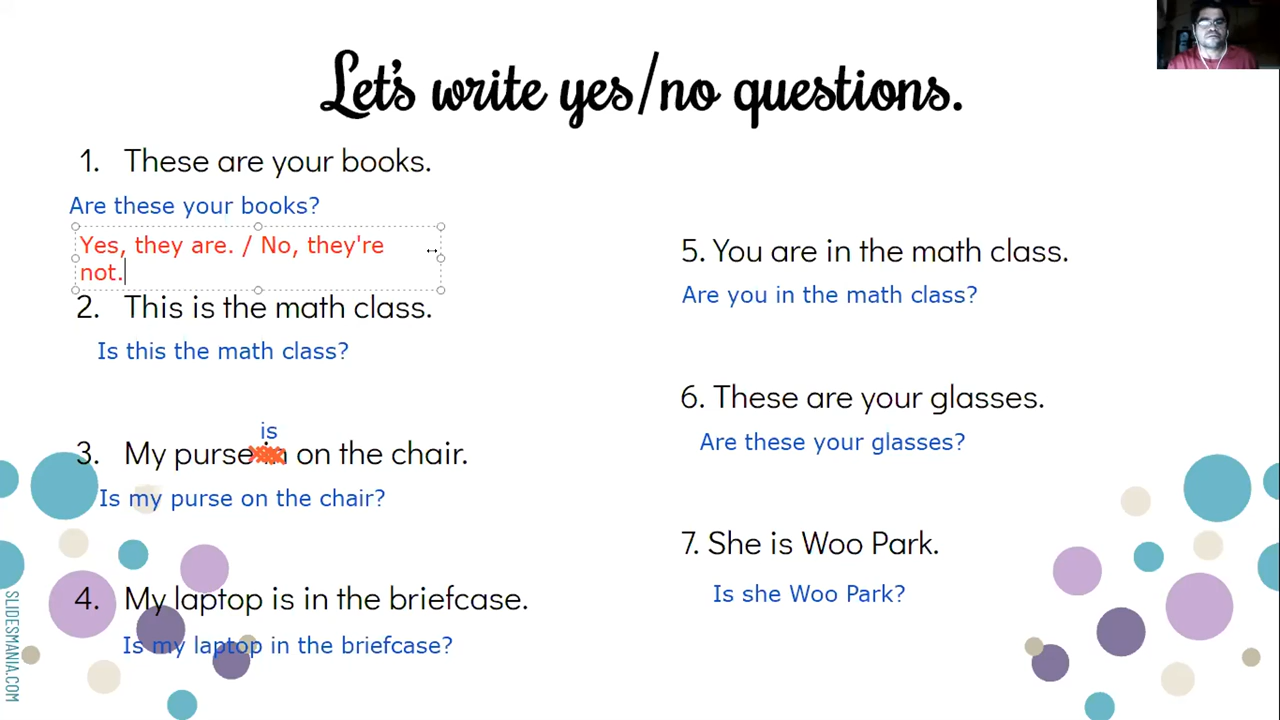 Let's write yes/no questions.
1. These are your books.
Are these your books?
Yes, they are. / No, they're
not.
2. This is the math class.
Is this the math class?
is
3. My purse in on the chair.
Is my purse on the chair?
4. My laptop is in the briefcase.
Is my laptop in the briefcase?
5. You are in the math class.
Are you in the math class?
6. These are your glasses.
Are these your glasses?
7. She is Woo Park.
Is she Woo Park?
SLIDESMANIA.COM